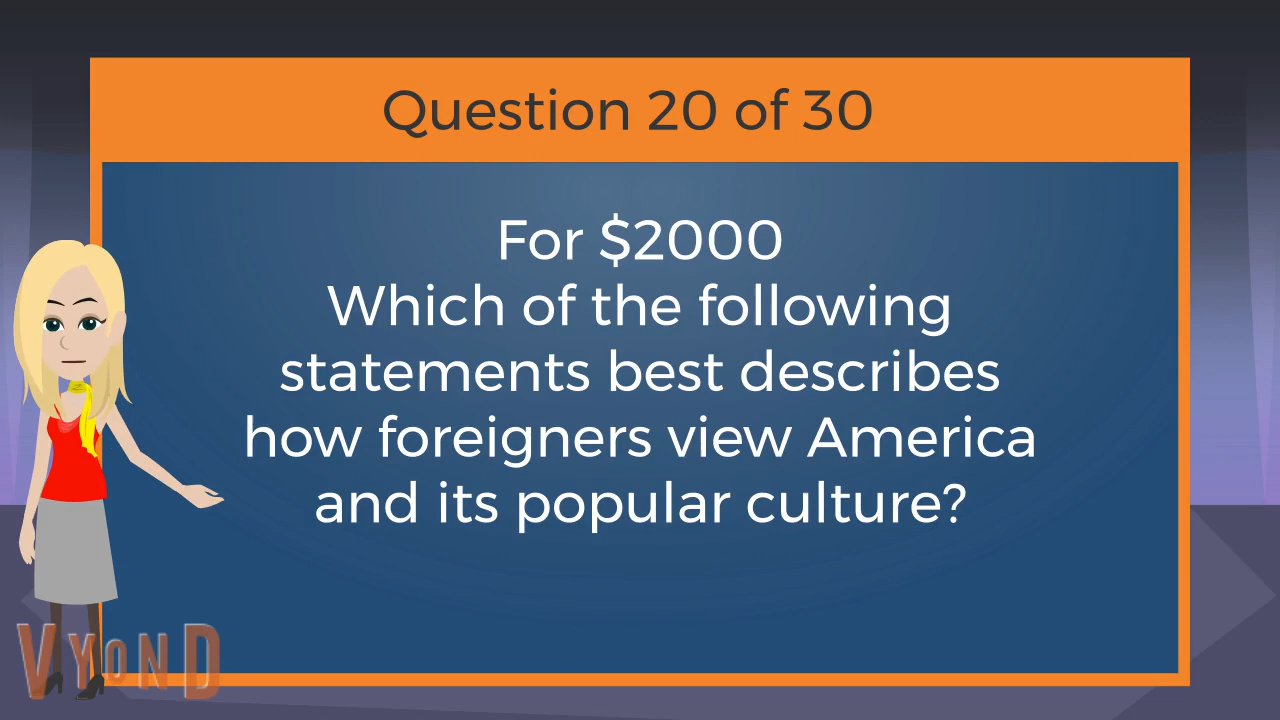 Question 20 of 30
For $2000
Which of the following
statements best describes
how foreigners view America
and its popular culture?
VYOND